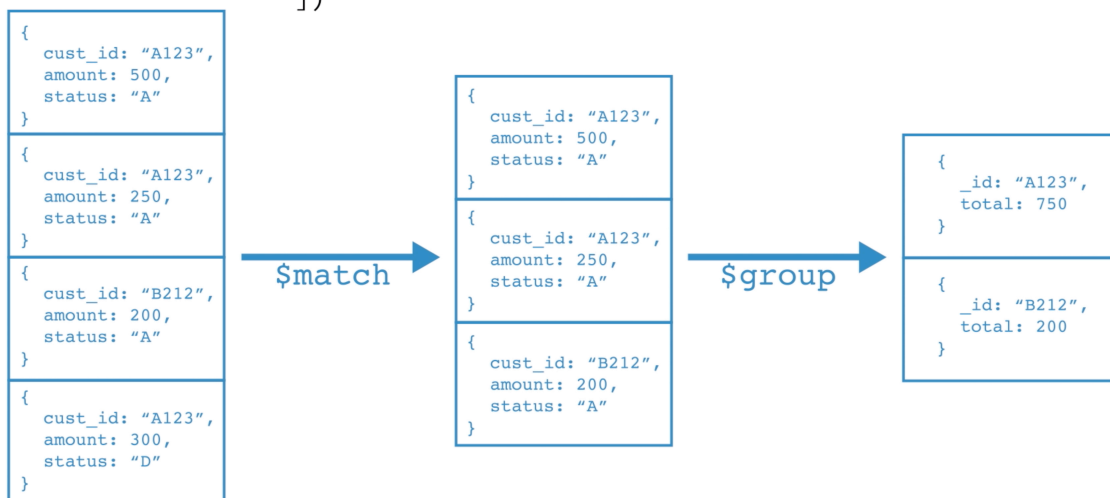 ])
{
cust_id: “A123”,
amount: 500,
status: “A”
}
{
cust_id: “A123”,
amount: 250,
status: “A”
}
{
cust_id: “B212”,
amount: 200,
status: “A”
}
{
cust_id: “A123”,
amount: 300,
status: “D”
}
$match
{
cust_id: “A123”,
amount: 500,
status: “A”
}
{
cust_id: “A123”,
amount: 250,
status: “A”
}
{
cust_id: “B212”,
amount: 200,
status: “A”
}
$group
{
_id: “A123”,
total: 750
}
{
_id: “B212”,
total: 200
}